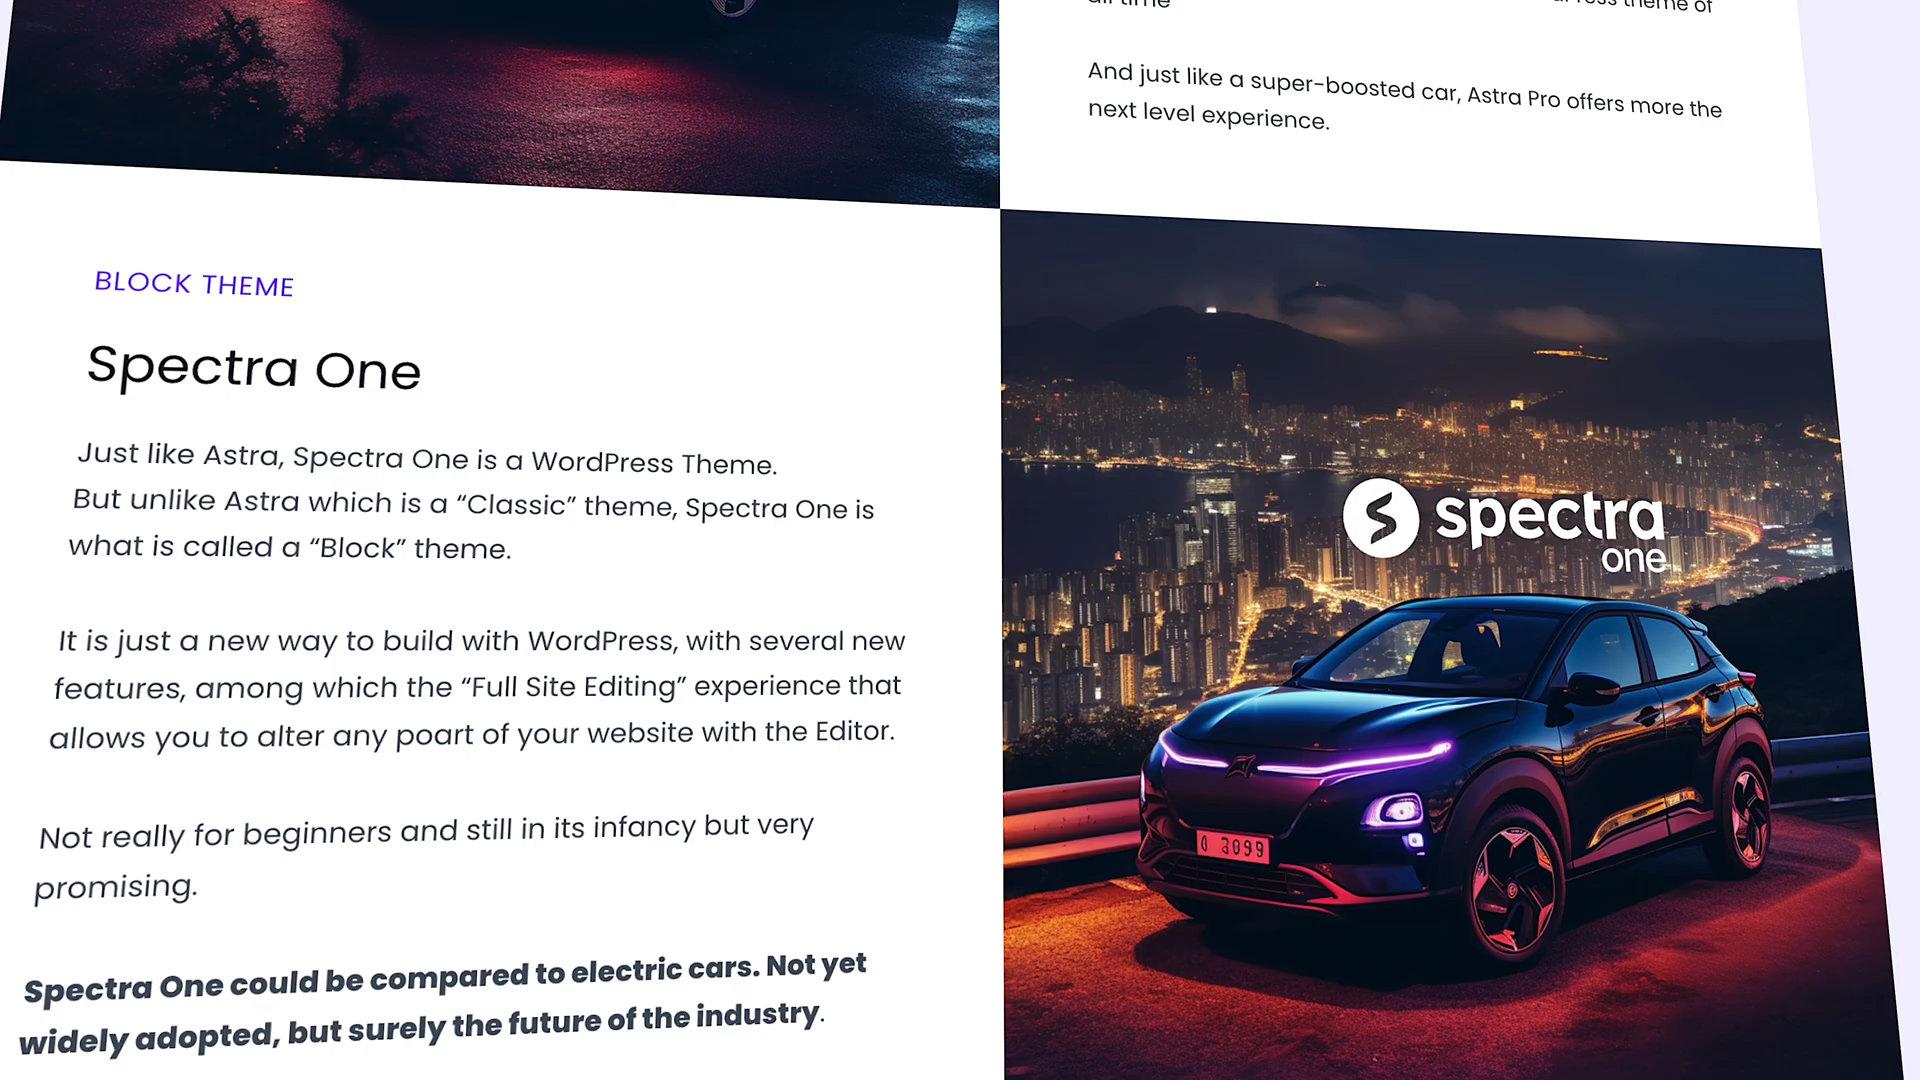 theme of
all time
And just like a super-boosted car, Astra Pro offers more the
next level experience.
BLOCK THEME
Spectra One
Just like Astra, Spectra One is a WordPress Theme.
But unlike Astra which is a “Classic” theme, Spectra One is
what is called a “Block” theme.
It is just a new way to build with WordPress, with several new
features, among which the “Full Site Editing” experience that
allows you to alter any poart of your website with the Editor.
Not really for beginners and still in its infancy but very
promising.
Spectra One could be compared to electric cars. Not yet
widely adopted, but surely the future of the industry.
spectra
one
0 3099